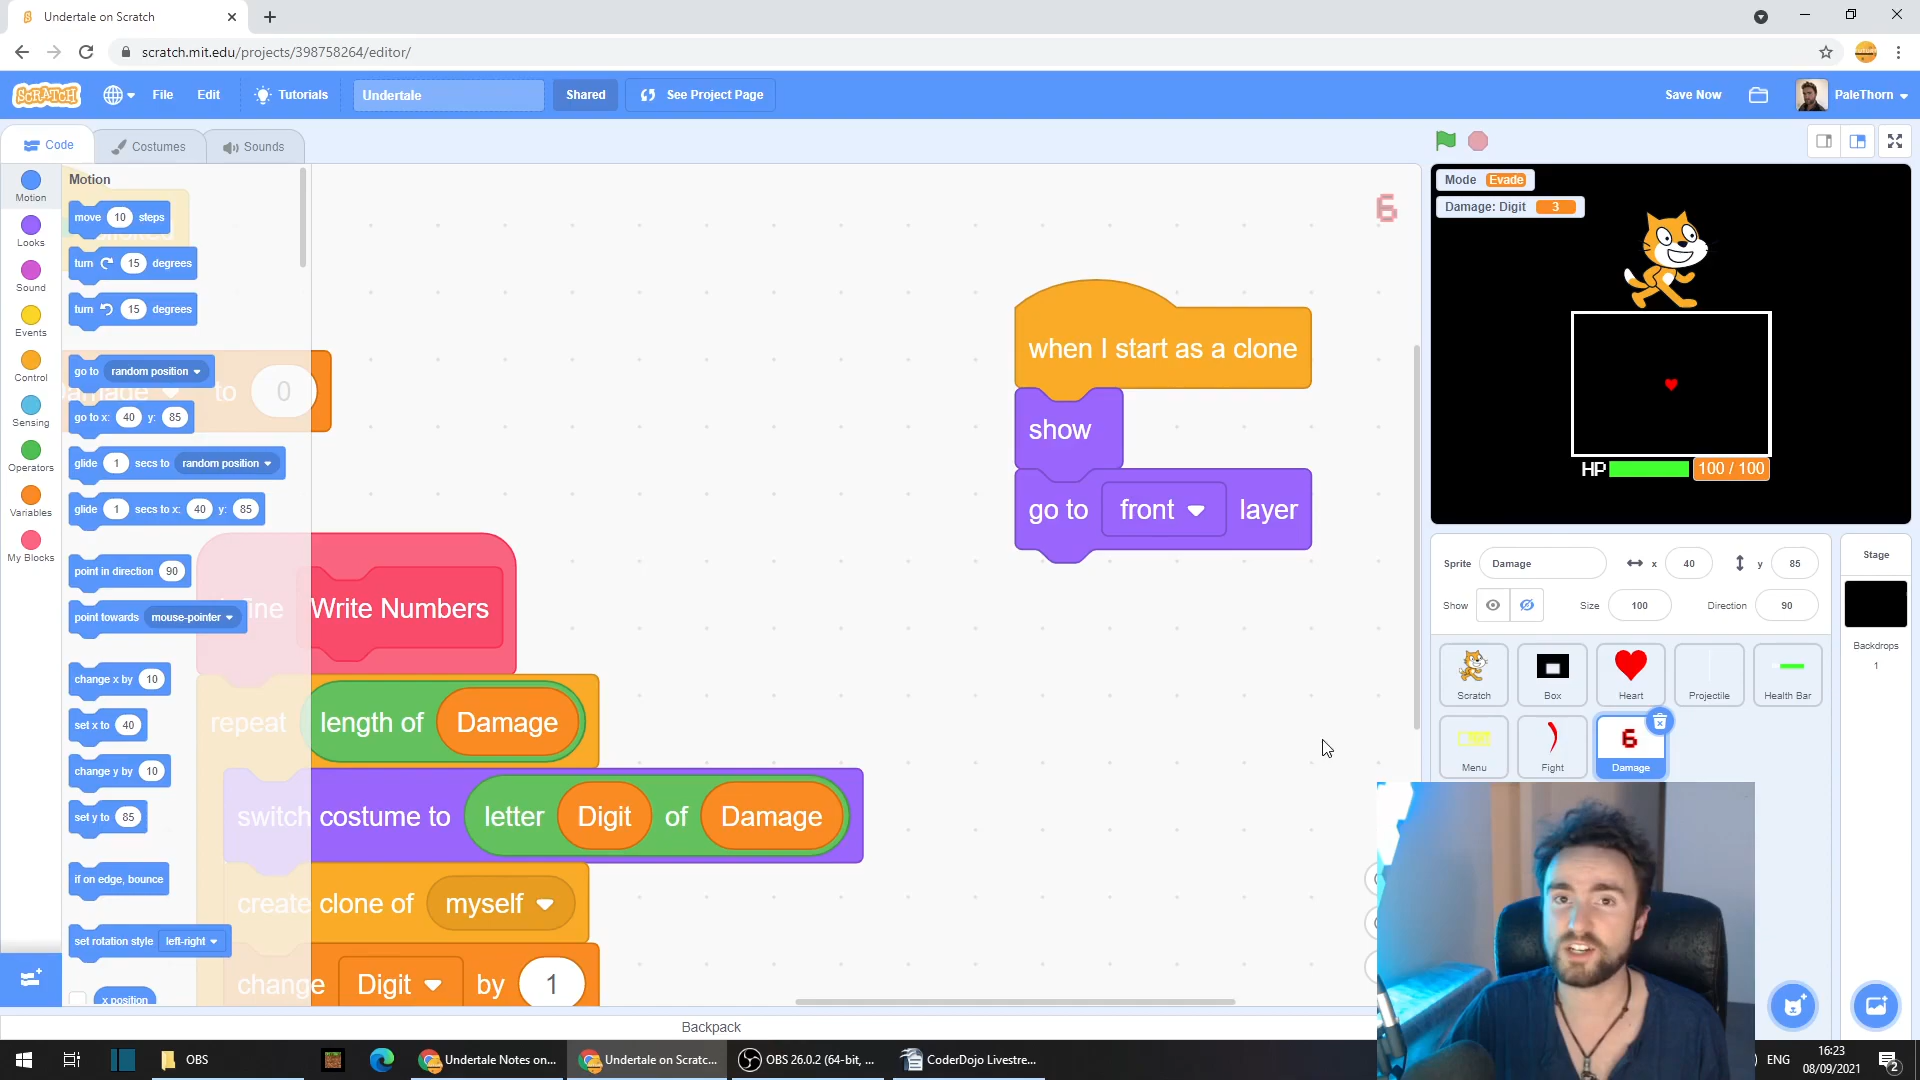 Undertale on Scratch
scratch.mit.edu/projects/398758264/editor/
SCRATCH
File
Edit
Tutorials
Undertale
Shared
See Project Page
Save Now
PaleThorn
Code
Costumes
Sounds
Motion
Looks
Sound
Events
Control
Sensing
Operators
Variables
My Blocks
Motion
move 10 steps
turn 15 degrees
turn 15 degrees
go to random position
go to x: 40 y: 85
glide 1 secs to random position
glide 1 secs to x: 40 y: 85
point in direction 90
point towards mouse-pointer
change x by 10
set x to 40
change y by 10
set y to 85
if on edge, bounce
set rotation style left-right
x position
to 0
Write Numbers
repeat length of Damage
switch costume to letter Digit of Damage
create clone of myself
change Digit by 1
6
when I start as a clone
show
go to front layer
Mode Evade
Damage: Digit 3
HP 100 / 100
Sprite Damage x 40 y 85
Show Size 100 Direction 90
Scratch
Box
Heart
Projectile
Health Bar
Menu
Fight
6
Damage
Stage
Backdrops
1
Backpack
OBS
Undertale Notes on...
Undertale on Scratc...
OBS 26.0.2 (64-bit, ...
CoderDojo Livestre...
ENG
16:23
08/09/2021
2